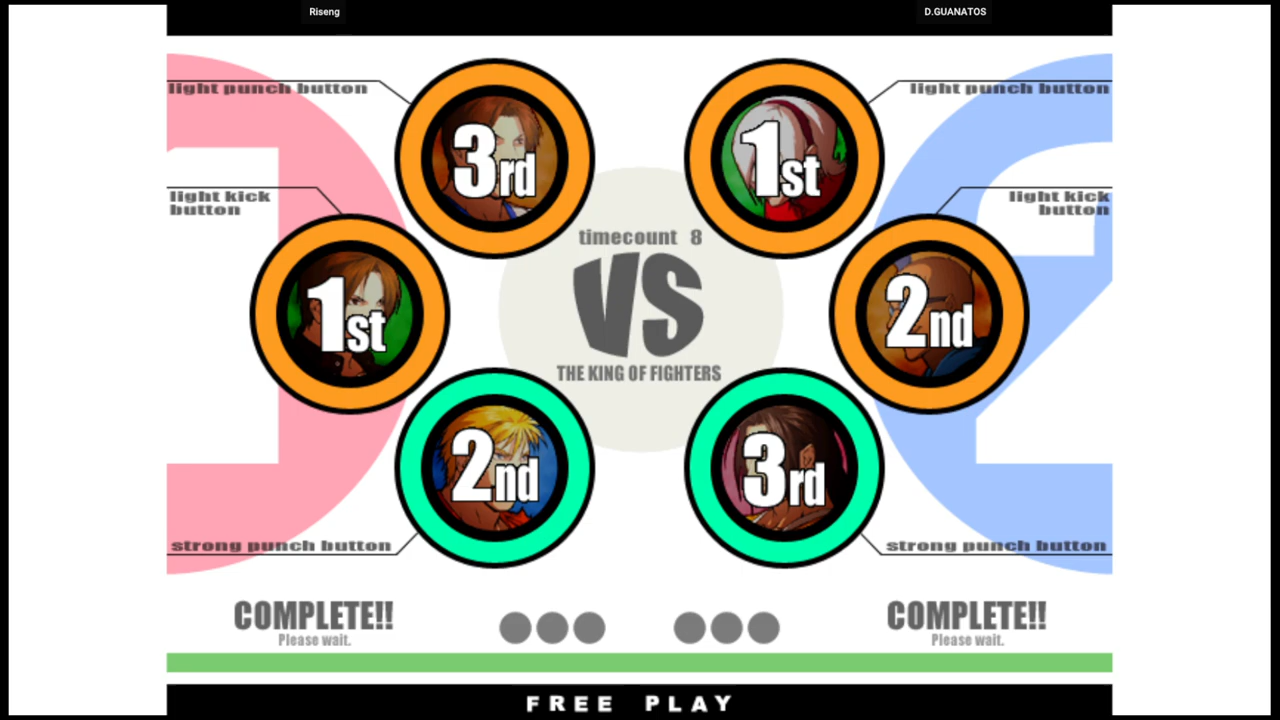 Riseng
D.GUANATOS
light punch button
3rd
1st
light punch button
light kick
button
light kick
button
timecount 8
VS
THE KING OF FIGHTERS
1st
2nd
2nd
3rd
strong punch button
strong punch button
COMPLETE!!
Please wait.
COMPLETE!!
Please wait.
FREE PLAY